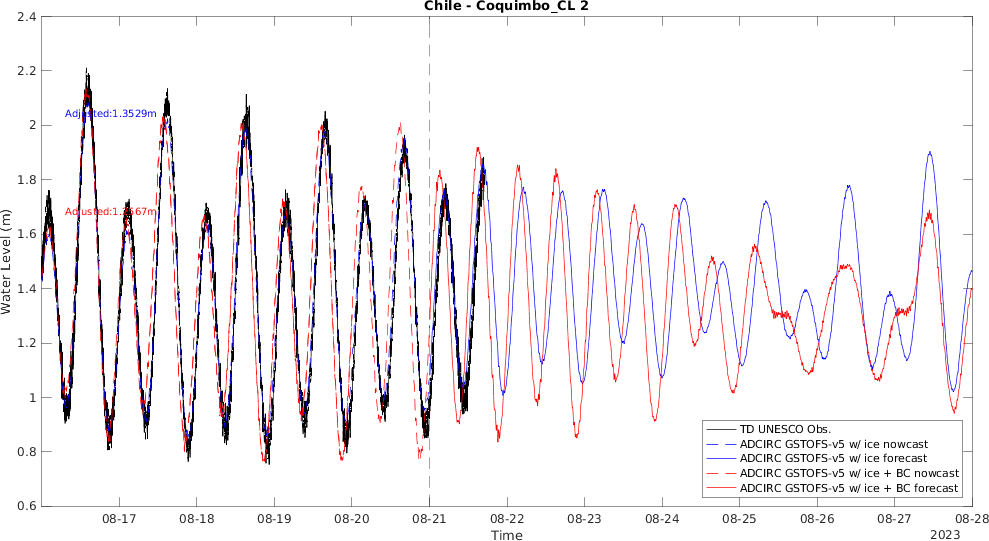 Chile - Coquimbo_CL 2
2.4
2.2
2
1.8
1.6
1.4
1.2
1
0.8
0.6
Water Level (m)
Adjusted:1.3529m
TD UNESCO Obs.
ADCIRC GSTOFS-v5 w/ ice nowcast
ADCIRC GSTOFS-v5 w/ ice forecast
ADCIRC GSTOFS-v5 w/ ice + BC nowcast
ADCIRC GSTOFS-v5 w/ ice + BC forecast
08-17 08-18 08-19 08-20 08-21 08-22 08-23 08-24 08-25 08-26 08-27 08-28
Time
2023